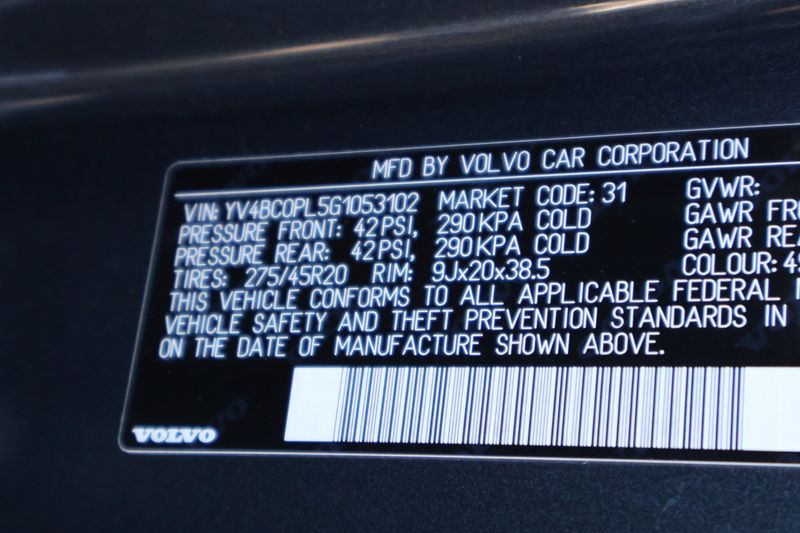 MFD BY VOLVO CAR CORPORATION
VIN: YV4BC0PL5G1053102 MARKET CODE: 31 GVWR:
PRESSURE FRONT: 42 PSI, 290 KPA COLD GAWR FR
PRESSURE REAR: 42 PSI, 290 KPA COLD GAWR REA
TIRES: 275/45R20 RIM: 9Jx20x38.5 COLOUR: 4
THIS VEHICLE CONFORMS TO ALL APPLICABLE FEDERAL
VEHICLE SAFETY AND THEFT PREVENTION STANDARDS IN
ON THE DATE OF MANUFACTURE SHOWN ABOVE.
VOLVO